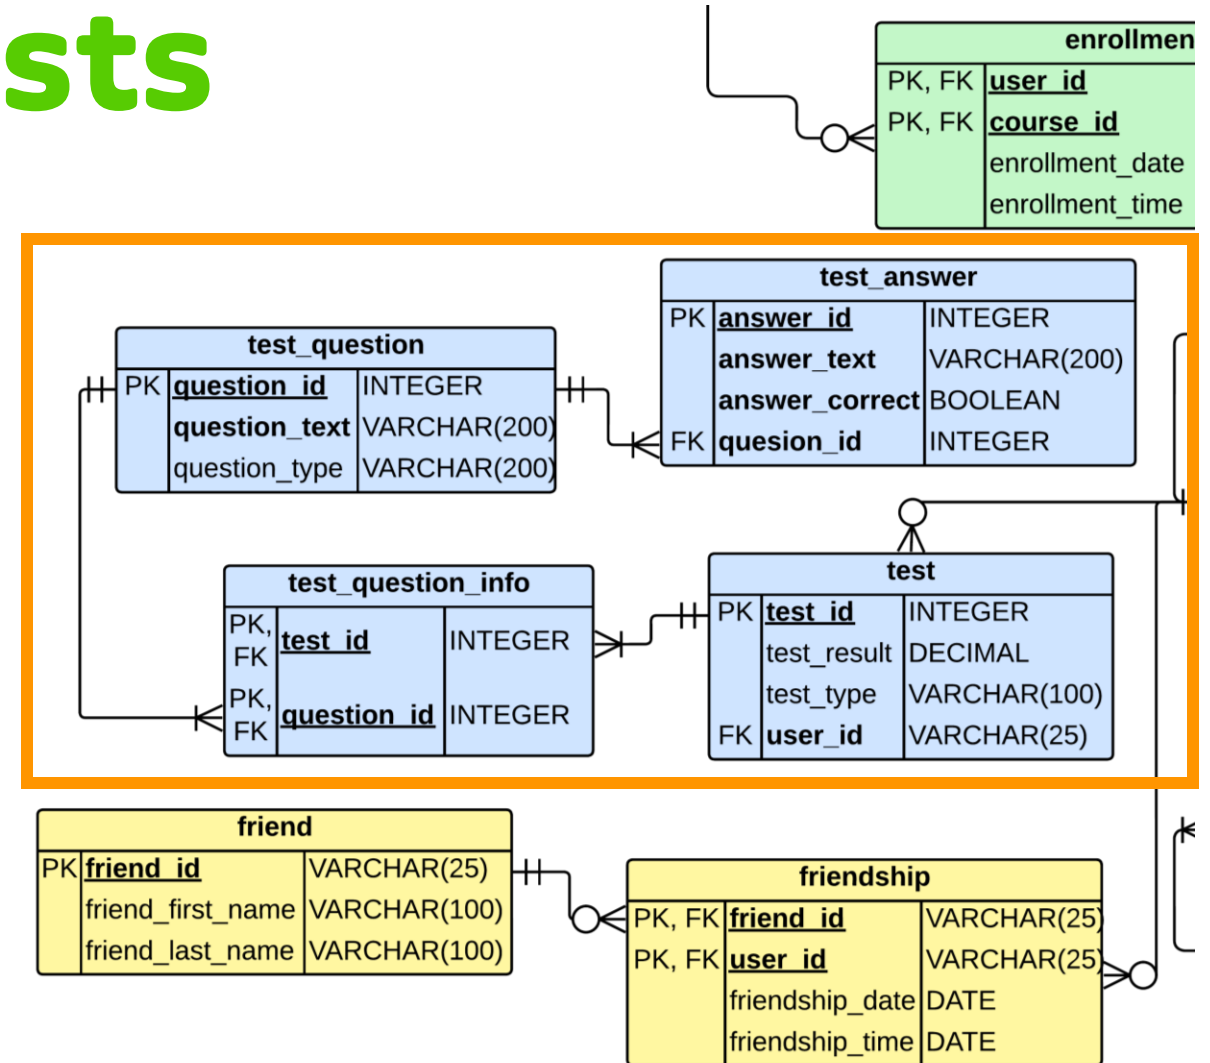 sts
enrollmen
PK, FK user_id
PK, FK course_id
enrollment_date
enrollment_time
test_answer
PK answer_id INTEGER
answer_text VARCHAR(200)
answer_correct BOOLEAN
FK quesion_id INTEGER
test_question
PK question_id INTEGER
question_text VARCHAR(200)
question_type VARCHAR(200)
test_question_info
PK, FK test_id INTEGER
PK, FK question_id INTEGER
test
PK test_id INTEGER
test_result DECIMAL
test_type VARCHAR(100)
FK user_id VARCHAR(25)
friend
PK friend_id VARCHAR(25)
friend_first_name VARCHAR(100)
friend_last_name VARCHAR(100)
friendship
PK, FK friend_id VARCHAR(25)
PK, FK user_id VARCHAR(25)
friendship_date DATE
friendship_time DATE